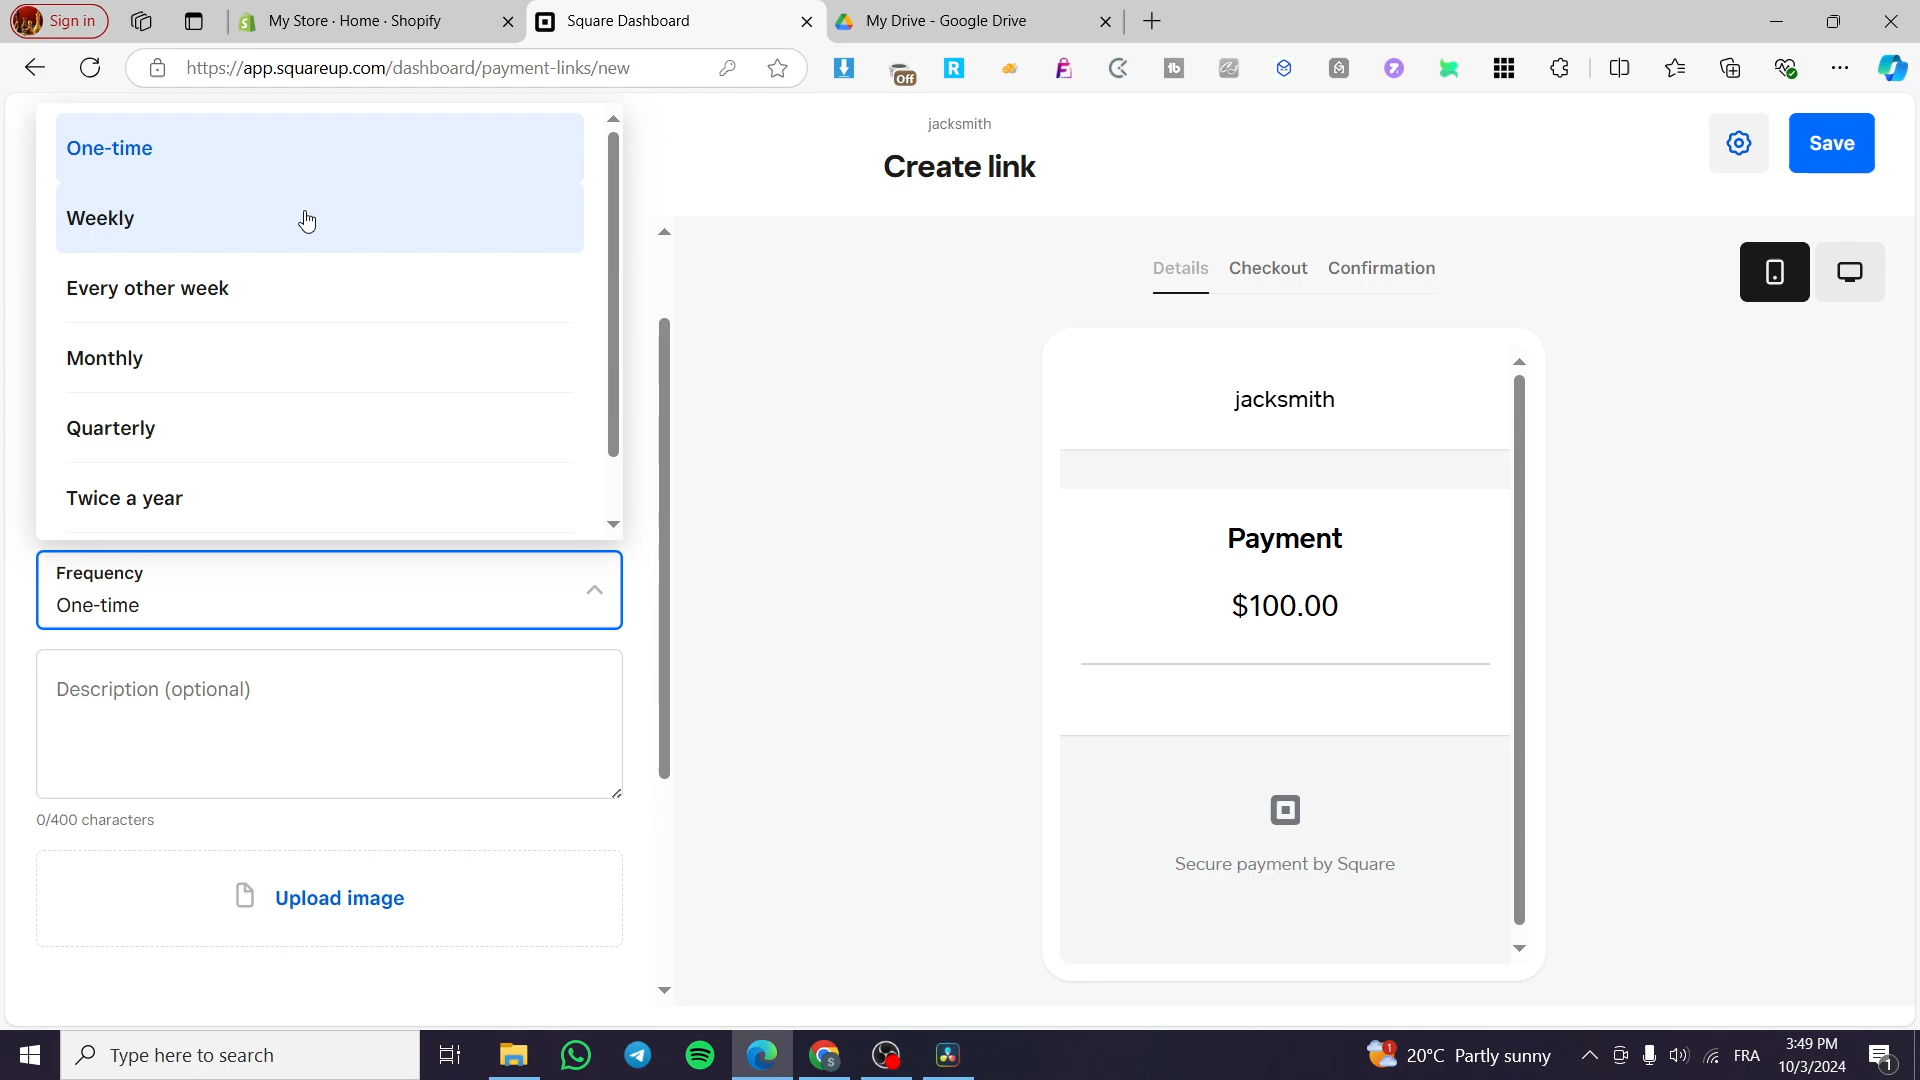 Sign in
My Store · Home · Shopify
Square Dashboard
My Drive - Google Drive
https://app.squareup.com/dashboard/payment-links/new
Off
jacksmith
Create link
Save
One-time
Weekly
Every other week
Monthly
Quarterly
Twice a year
Frequency
One-time
Description (optional)
0/400 characters
Upload image
Details
Checkout
Confirmation
jacksmith
Payment
$100.00
Secure payment by Square
Type here to search
1
20°C Partly sunny
FRA
3:49 PM
10/3/2024
1